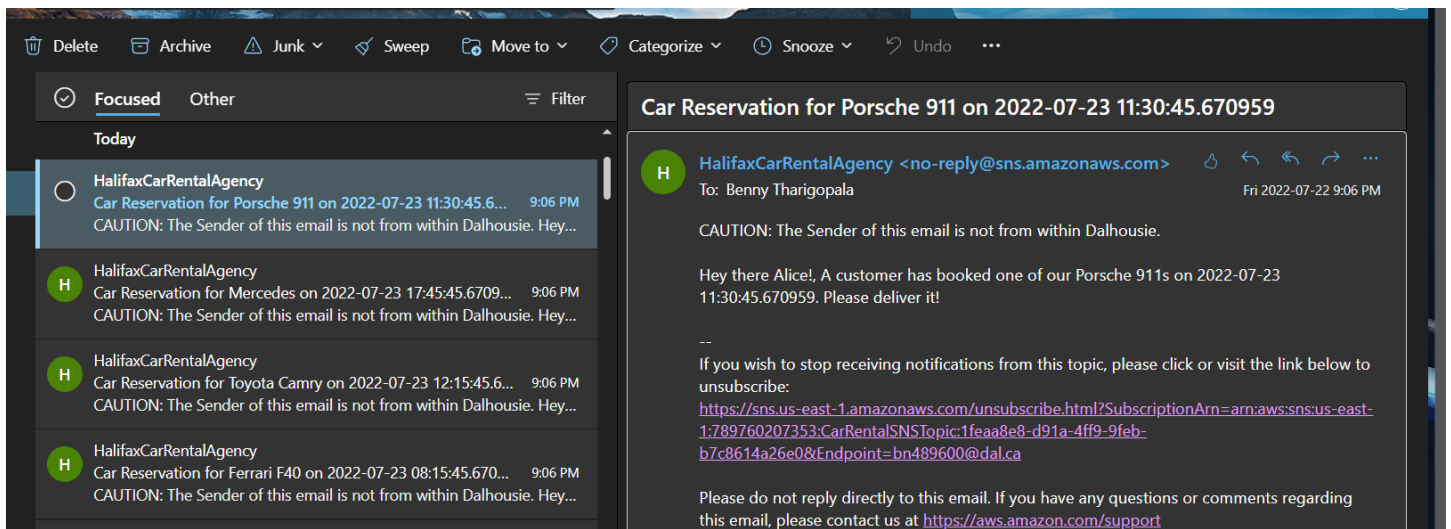 Delete Archive Junk Sweep Move to Categorize Snooze Undo ...
Focused Other Filter
Today
HalifaxCarRentalAgency
Car Reservation for Porsche 911 on 2022-07-23 11:30:45.6... 9:06 PM
CAUTION: The Sender of this email is not from within Dalhousie. Hey...
H
HalifaxCarRentalAgency
Car Reservation for Mercedes on 2022-07-23 17:45:45.6709... 9:06 PM
CAUTION: The Sender of this email is not from within Dalhousie. Hey...
H
HalifaxCarRentalAgency
Car Reservation for Toyota Camry on 2022-07-23 12:15:45.6... 9:06 PM
CAUTION: The Sender of this email is not from within Dalhousie. Hey...
H
HalifaxCarRentalAgency
Car Reservation for Ferrari F40 on 2022-07-23 08:15:45.670... 9:06 PM
CAUTION: The Sender of this email is not from within Dalhousie. Hey...
Car Reservation for Porsche 911 on 2022-07-23 11:30:45.670959
H
HalifaxCarRentalAgency <no-reply@sns.amazonaws.com>
To: Benny Tharigopala Fri 2022-07-22 9:06 PM
CAUTION: The Sender of this email is not from within Dalhousie.
Hey there Alice!, A customer has booked one of our Porsche 911s on 2022-07-23
11:30:45.670959. Please deliver it!
--
If you wish to stop receiving notifications from this topic, please click or visit the link below to
unsubscribe:
https://sns.us-east-1.amazonaws.com/unsubscribe.html?SubscriptionArn=arn:aws:sns:us-east-
1:789760207353:CarRentalSNSTopic:1feaa8e8-d91a-4ff9-9feb-
b7c8614a26e0&Endpoint=bn489600@dal.ca
Please do not reply directly to this email. If you have any questions or comments regarding
this email, please contact us at https://aws.amazon.com/support